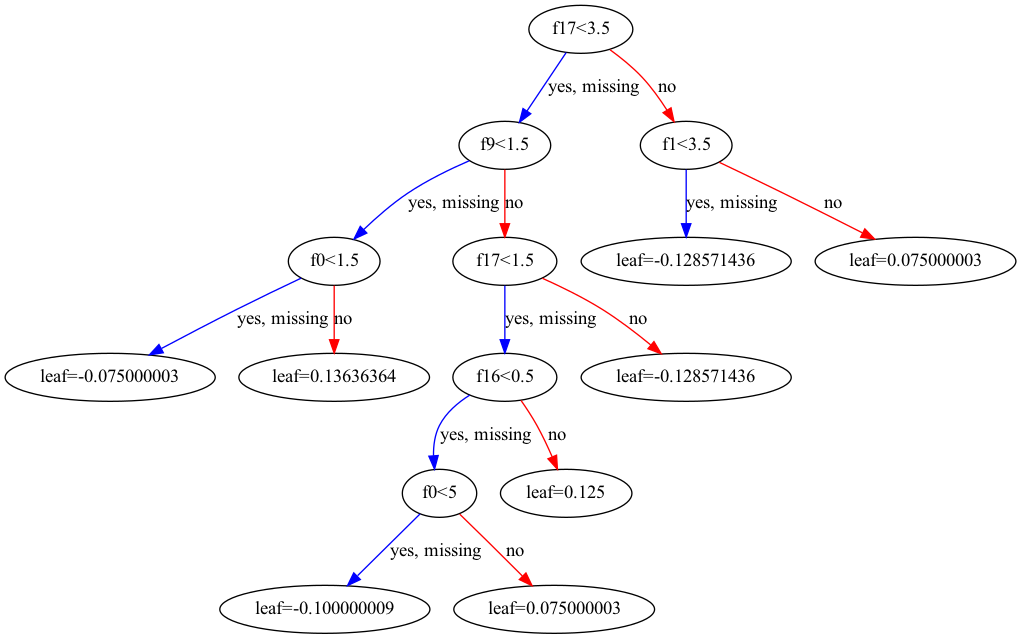 f17<3.5
yes, missing
no
f9<1.5
f1<3.5
yes, missing
no
yes, missing
no
f0<1.5
f17<1.5
leaf=-0.128571436
leaf=0.075000003
yes, missing
no
yes, missing
no
leaf=-0.075000003
leaf=0.13636364
f16<0.5
leaf=-0.128571436
yes, missing
no
f0<5
leaf=0.125
yes, missing
no
leaf=-0.100000009
leaf=0.075000003